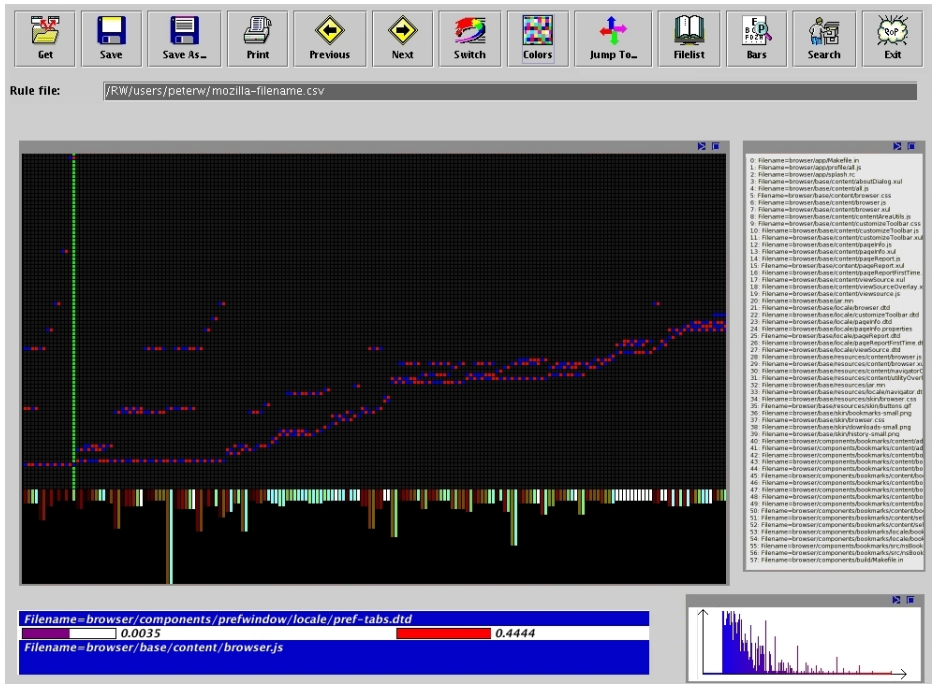 Get Save Save As... Print Previous Next Switch Colors Jump To... Filelist Bars Search Exit
Rule file: /RW/users/peterw/mozilla-filename.csv
0: Filename=browser/app/Makefile.in
1: Filename=browser/app/profile/all.js
2: Filename=browser/app/splash.rc
3: Filename=browser/base/content/aboutDialog.xul
4: Filename=browser/base/content/all.js
5: Filename=browser/base/content/browser.css
6: Filename=browser/base/content/browser.js
7: Filename=browser/base/content/browser.xul
8: Filename=browser/base/content/contentAreaUtils.js
9: Filename=browser/base/content/customizeToolbar.css
10: Filename=browser/base/content/customizeToolbar.js
11: Filename=browser/base/content/customizeToolbar.xul
12: Filename=browser/base/content/pageInfo.js
13: Filename=browser/base/content/pageInfo.xul
14: Filename=browser/base/content/pageReport.js
15: Filename=browser/base/content/pageReport.xul
16: Filename=browser/base/content/pageReportFirstTime.
17: Filename=browser/base/content/viewSource.xul
18: Filename=browser/base/content/viewSourceOverlay.x
19: Filename=browser/base/content/viewsource.js
20: Filename=browser/base/jar.mn
21: Filename=browser/base/locale/browser.dtd
22: Filename=browser/base/locale/customizeToolbar.dtd
23: Filename=browser/base/locale/pageInfo.dtd
24: Filename=browser/base/locale/pageInfo.properties
25: Filename=browser/base/locale/pageReport.dtd
26: Filename=browser/base/locale/pageReportFirstTime.dt
27: Filename=browser/base/locale/viewSource.dtd
28: Filename=browser/base/resources/content/browser.js
29: Filename=browser/base/resources/content/browser.xu
30: Filename=browser/base/resources/content/navigatorC
31: Filename=browser/base/resources/content/utilityOverl
32: Filename=browser/base/resources/jar.mn
33: Filename=browser/base/resources/locale/navigator.dt
34: Filename=browser/base/resources/skin/browser.css
35: Filename=browser/base/resources/skin/buttons.gif
36: Filename=browser/base/skin/bookmarks-small.png
37: Filename=browser/base/skin/browser.css
38: Filename=browser/base/skin/downloads-small.png
39: Filename=browser/base/skin/history-small.png
40: Filename=browser/components/bookmarks/content/ad
41: Filename=browser/components/bookmarks/content/ad
42: Filename=browser/components/bookmarks/content/bo
43: Filename=browser/components/bookmarks/content/bo
44: Filename=browser/components/bookmarks/content/bo
45: Filename=browser/components/bookmarks/content/bo
46: Filename=browser/components/bookmarks/content/bo
47: Filename=browser/components/bookmarks/content/bo
48: Filename=browser/components/bookmarks/content/bo
49: Filename=browser/components/bookmarks/content/bo
50: Filename=browser/components/bookmarks/content/boo
51: Filename=browser/components/bookmarks/content/sel
52: Filename=browser/components/bookmarks/content/sel
53: Filename=browser/components/bookmarks/locale/book
54: Filename=browser/components/bookmarks/locale/book
55: Filename=browser/components/bookmarks/src/nsBook
56: Filename=browser/components/bookmarks/src/nsBook
57: Filename=browser/components/build/Makefile.in
Filename=browser/components/prefwindow/locale/pref-tabs.dtd
0.0035 0.4444
Filename=browser/base/content/browser.js